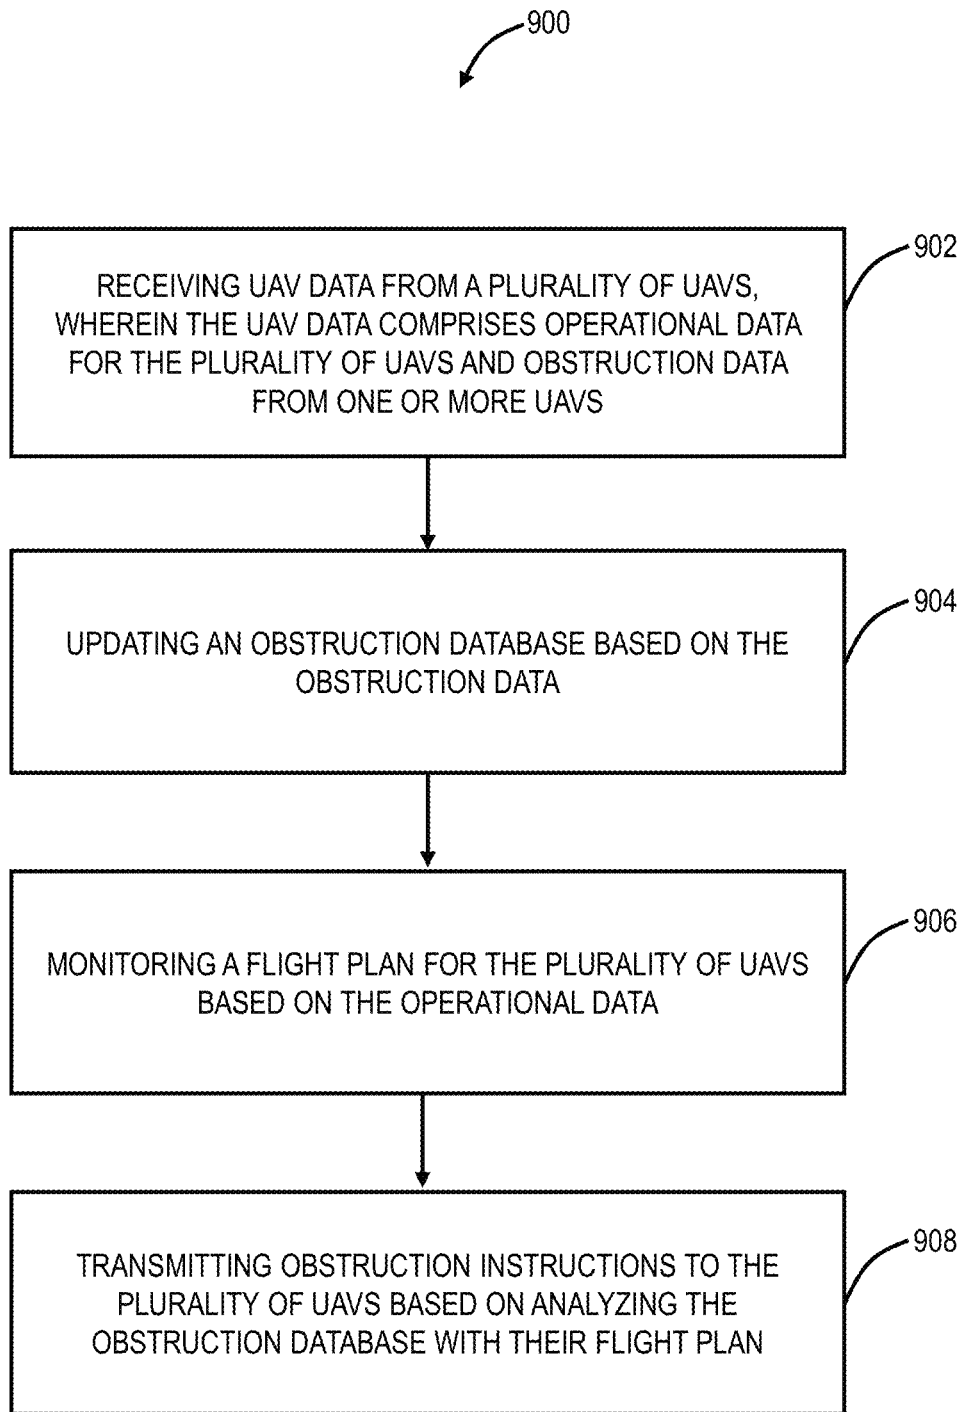 900
RECEIVING UAV DATA FROM A PLURALITY OF UAVS,
WHEREIN THE UAV DATA COMPRISES OPERATIONAL DATA
FOR THE PLURALITY OF UAVS AND OBSTRUCTION DATA
FROM ONE OR MORE UAVS
902
UPDATING AN OBSTRUCTION DATABASE BASED ON THE
OBSTRUCTION DATA
904
MONITORING A FLIGHT PLAN FOR THE PLURALITY OF UAVS
BASED ON THE OPERATIONAL DATA
906
TRANSMITTING OBSTRUCTION INSTRUCTIONS TO THE
PLURALITY OF UAVS BASED ON ANALYZING THE
OBSTRUCTION DATABASE WITH THEIR FLIGHT PLAN
908